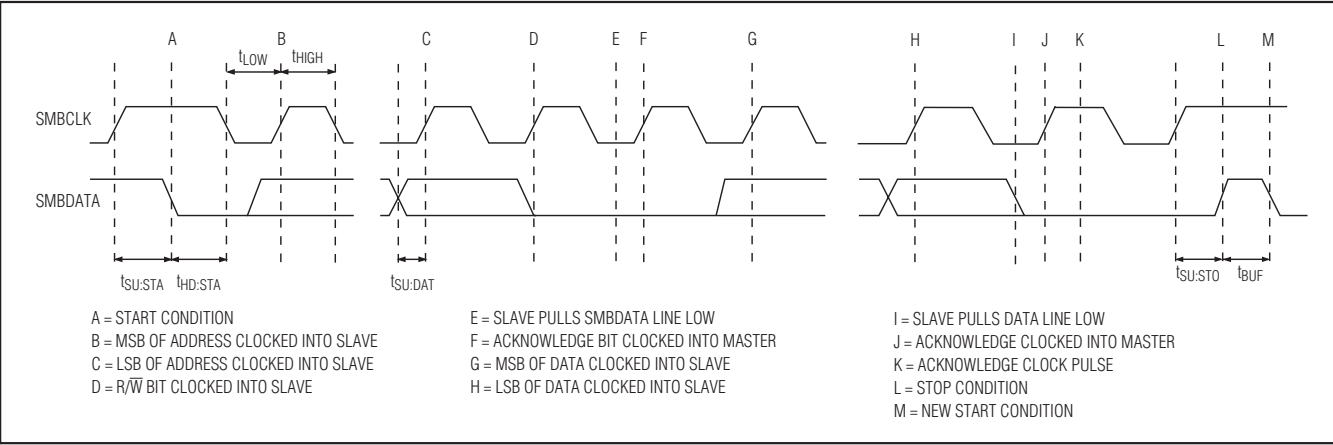 A B C D E F G H I J K L M
tLOW tHIGH
SMBCLK
SMBDATA
tSU:STA tHD:STA tSU:DAT tSU:STO tBUF
A = START CONDITION
B = MSB OF ADDRESS CLOCKED INTO SLAVE
C = LSB OF ADDRESS CLOCKED INTO SLAVE
D = R/W̅ BIT CLOCKED INTO SLAVE
E = SLAVE PULLS SMBDATA LINE LOW
F = ACKNOWLEDGE BIT CLOCKED INTO MASTER
G = MSB OF DATA CLOCKED INTO SLAVE
H = LSB OF DATA CLOCKED INTO SLAVE
I = SLAVE PULLS DATA LINE LOW
J = ACKNOWLEDGE CLOCKED INTO MASTER
K = ACKNOWLEDGE CLOCK PULSE
L = STOP CONDITION
M = NEW START CONDITION